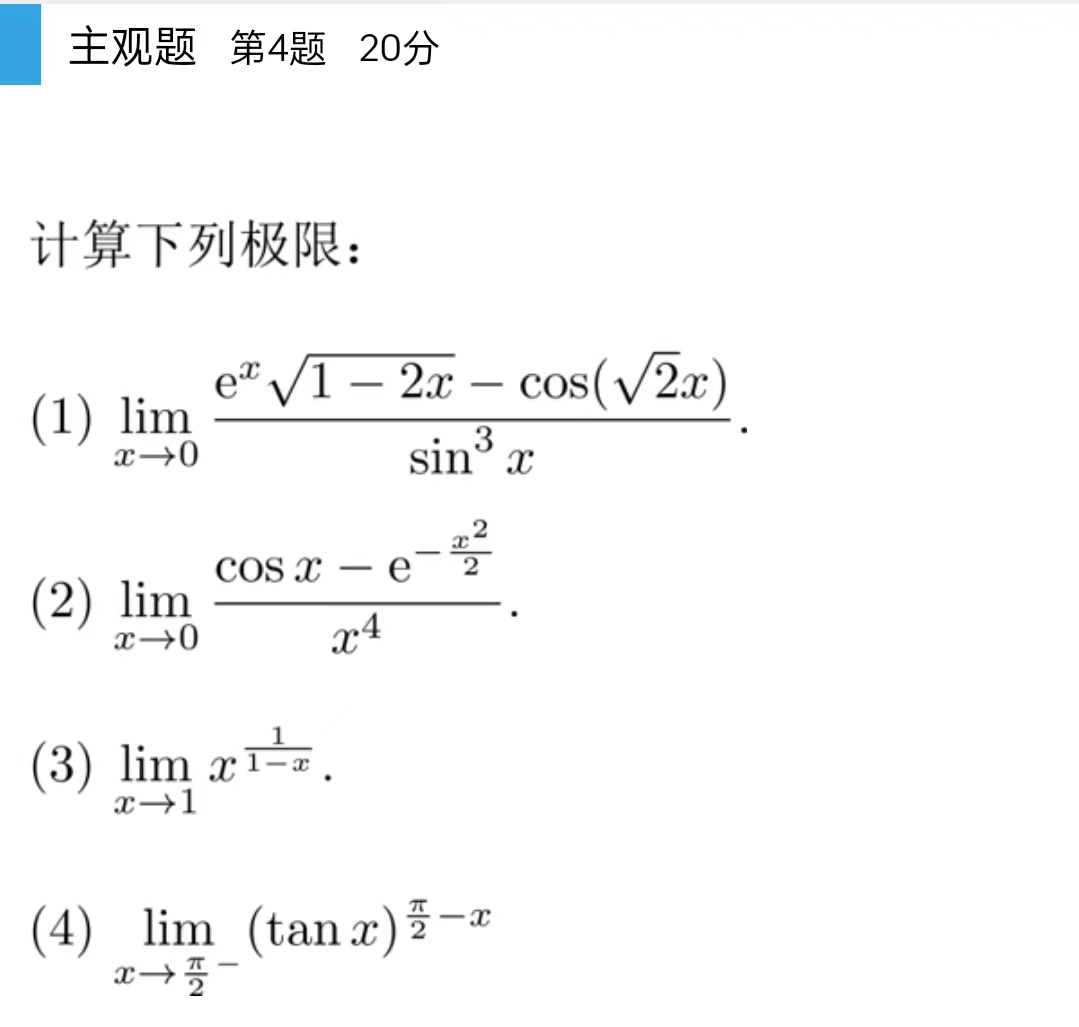 主观题 第4题 20分
计算下列极限：
(1) $\lim_{x \to 0} \frac{\mathrm{e}^x \sqrt{1-2x} - \cos(\sqrt{2}x)}{\sin^3 x}$.
(2) $\lim_{x \to 0} \frac{\cos x - \mathrm{e}^{-\frac{x^2}{2}}}{x^4}$.
(3) $\lim_{x \to 1} x^{\frac{1}{1-x}}$.
(4) $\lim_{x \to \frac{\pi}{2}^-} (\tan x)^{\frac{\pi}{2}-x}$